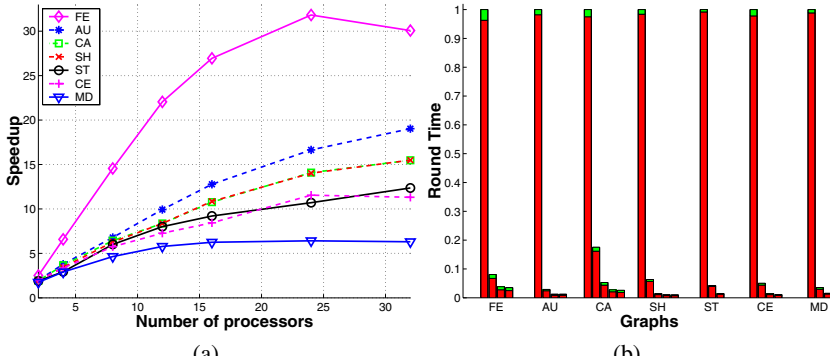 FE
AU
CA
SH
ST
CE
MD
30
25
20
15
10
5
0
5
10
15
20
25
30
Speedup
Number of processors
(a)
1
0.9
0.8
0.7
0.6
0.5
0.4
0.3
0.2
0.1
0
Round Time
FE AU CA SH ST CE MD
Graphs
(b)